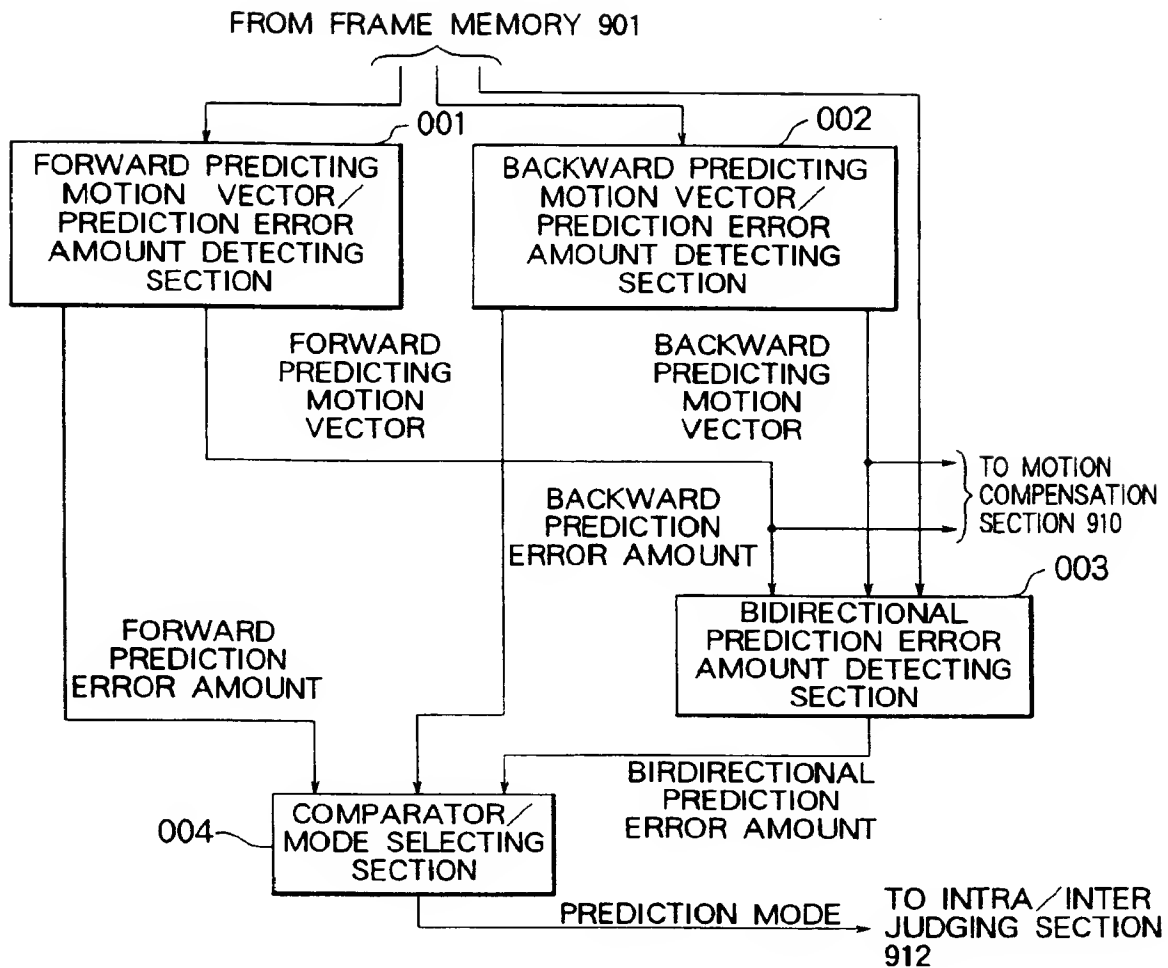 FROM FRAME MEMORY 901
001
002
FORWARD PREDICTING
MOTION VECTOR/
PREDICTION ERROR
AMOUNT DETECTING
SECTION
BACKWARD PREDICTING
MOTION VECTOR/
PREDICTION ERROR
AMOUNT DETECTING
SECTION
FORWARD
PREDICTING
MOTION
VECTOR
BACKWARD
PREDICTING
MOTION
VECTOR
TO MOTION
COMPENSATION
SECTION 910
BACKWARD
PREDICTION
ERROR AMOUNT
003
BIDIRECTIONAL
PREDICTION ERROR
AMOUNT DETECTING
SECTION
FORWARD
PREDICTION
ERROR AMOUNT
BIRDIRECTIONAL
PREDICTION
ERROR AMOUNT
004
COMPARATOR/
MODE SELECTING
SECTION
PREDICTION MODE
TO INTRA/INTER
JUDGING SECTION
912